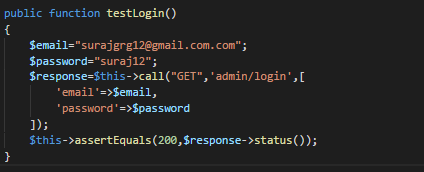 public function testLogin()
{
$email="surajgrg12@gmail.com.com";
$password="suraj12";
$response=$this->call("GET",'admin/login',[
'email'=>$email,
'password'=>$password
]);
$this->assertEquals(200,$response->status());
}